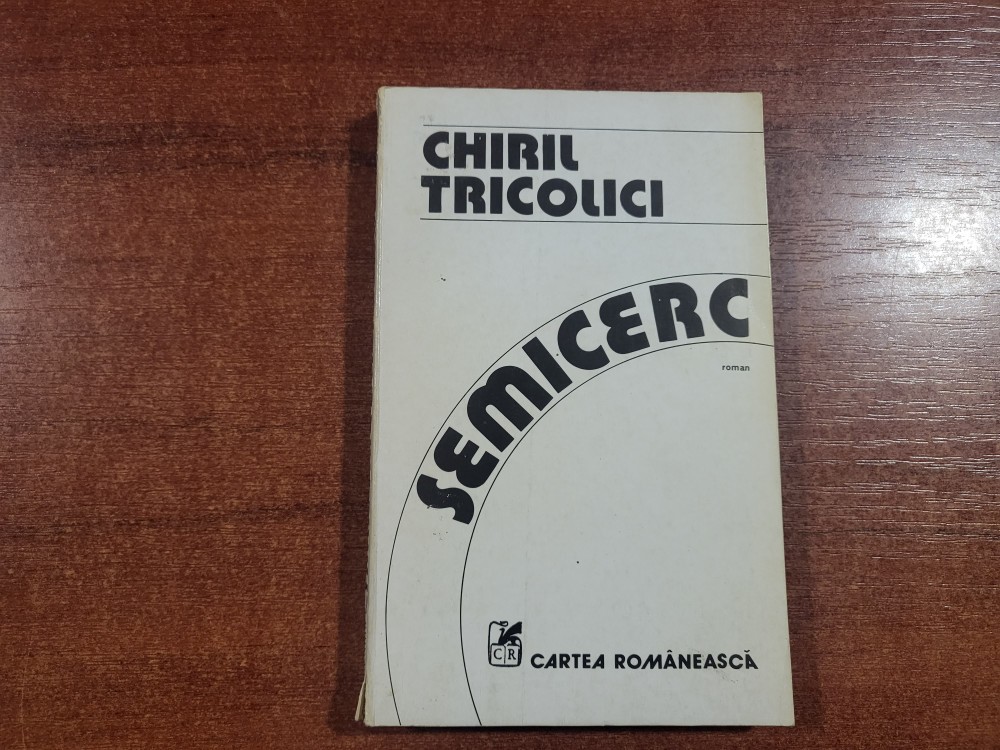 CHIRIL
TRICOLICI
SEMICERC
roman
CR
CARTEA ROMÂNEASCĂ